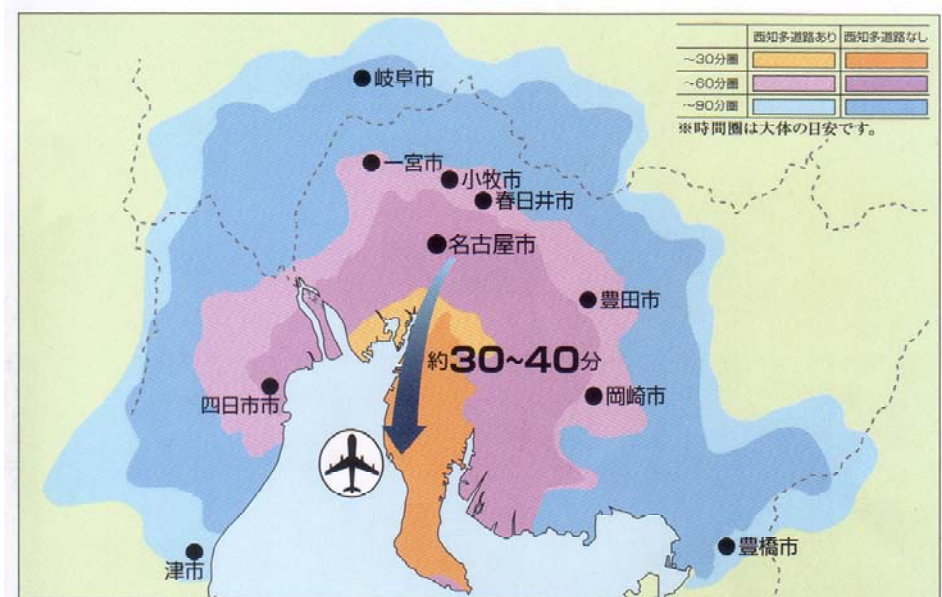 西知多道路あり 西知多道路なし
～30分圏
～60分圏
～90分圏
※時間圏は大体の目安です。
岐阜市
一宮市
小牧市
春日井市
名古屋市
豊田市
約30~40分
岡崎市
四日市市
豊橋市
津市